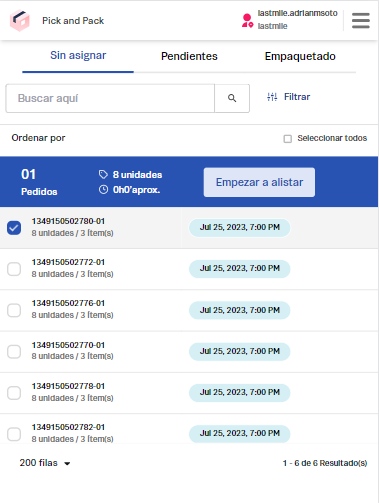 Pick and Pack
lastmile.adrianmsoto
lastmile
Sin asignar
Pendientes
Empaquetado
Buscar aquí
Filtrar
Ordenar por
Seleccionar todos
01
Pedidos
8 unidades
0h0'aprox.
Empezar a alistar
1349150502780-01
8 unidades / 3 Ítem(s)
Jul 25, 2023, 7:00 PM
1349150502772-01
8 unidades / 3 Ítem(s)
Jul 25, 2023, 7:00 PM
1349150502776-01
8 unidades / 3 Ítem(s)
Jul 25, 2023, 7:00 PM
1349150502770-01
8 unidades / 3 Ítem(s)
Jul 25, 2023, 7:00 PM
1349150502778-01
8 unidades / 3 Ítem(s)
Jul 25, 2023, 7:00 PM
1349150502782-01
8 unidades / 3 Ítem(s)
Jul 25, 2023, 7:00 PM
200 filas
1 - 6 de 6 Resultado(s)